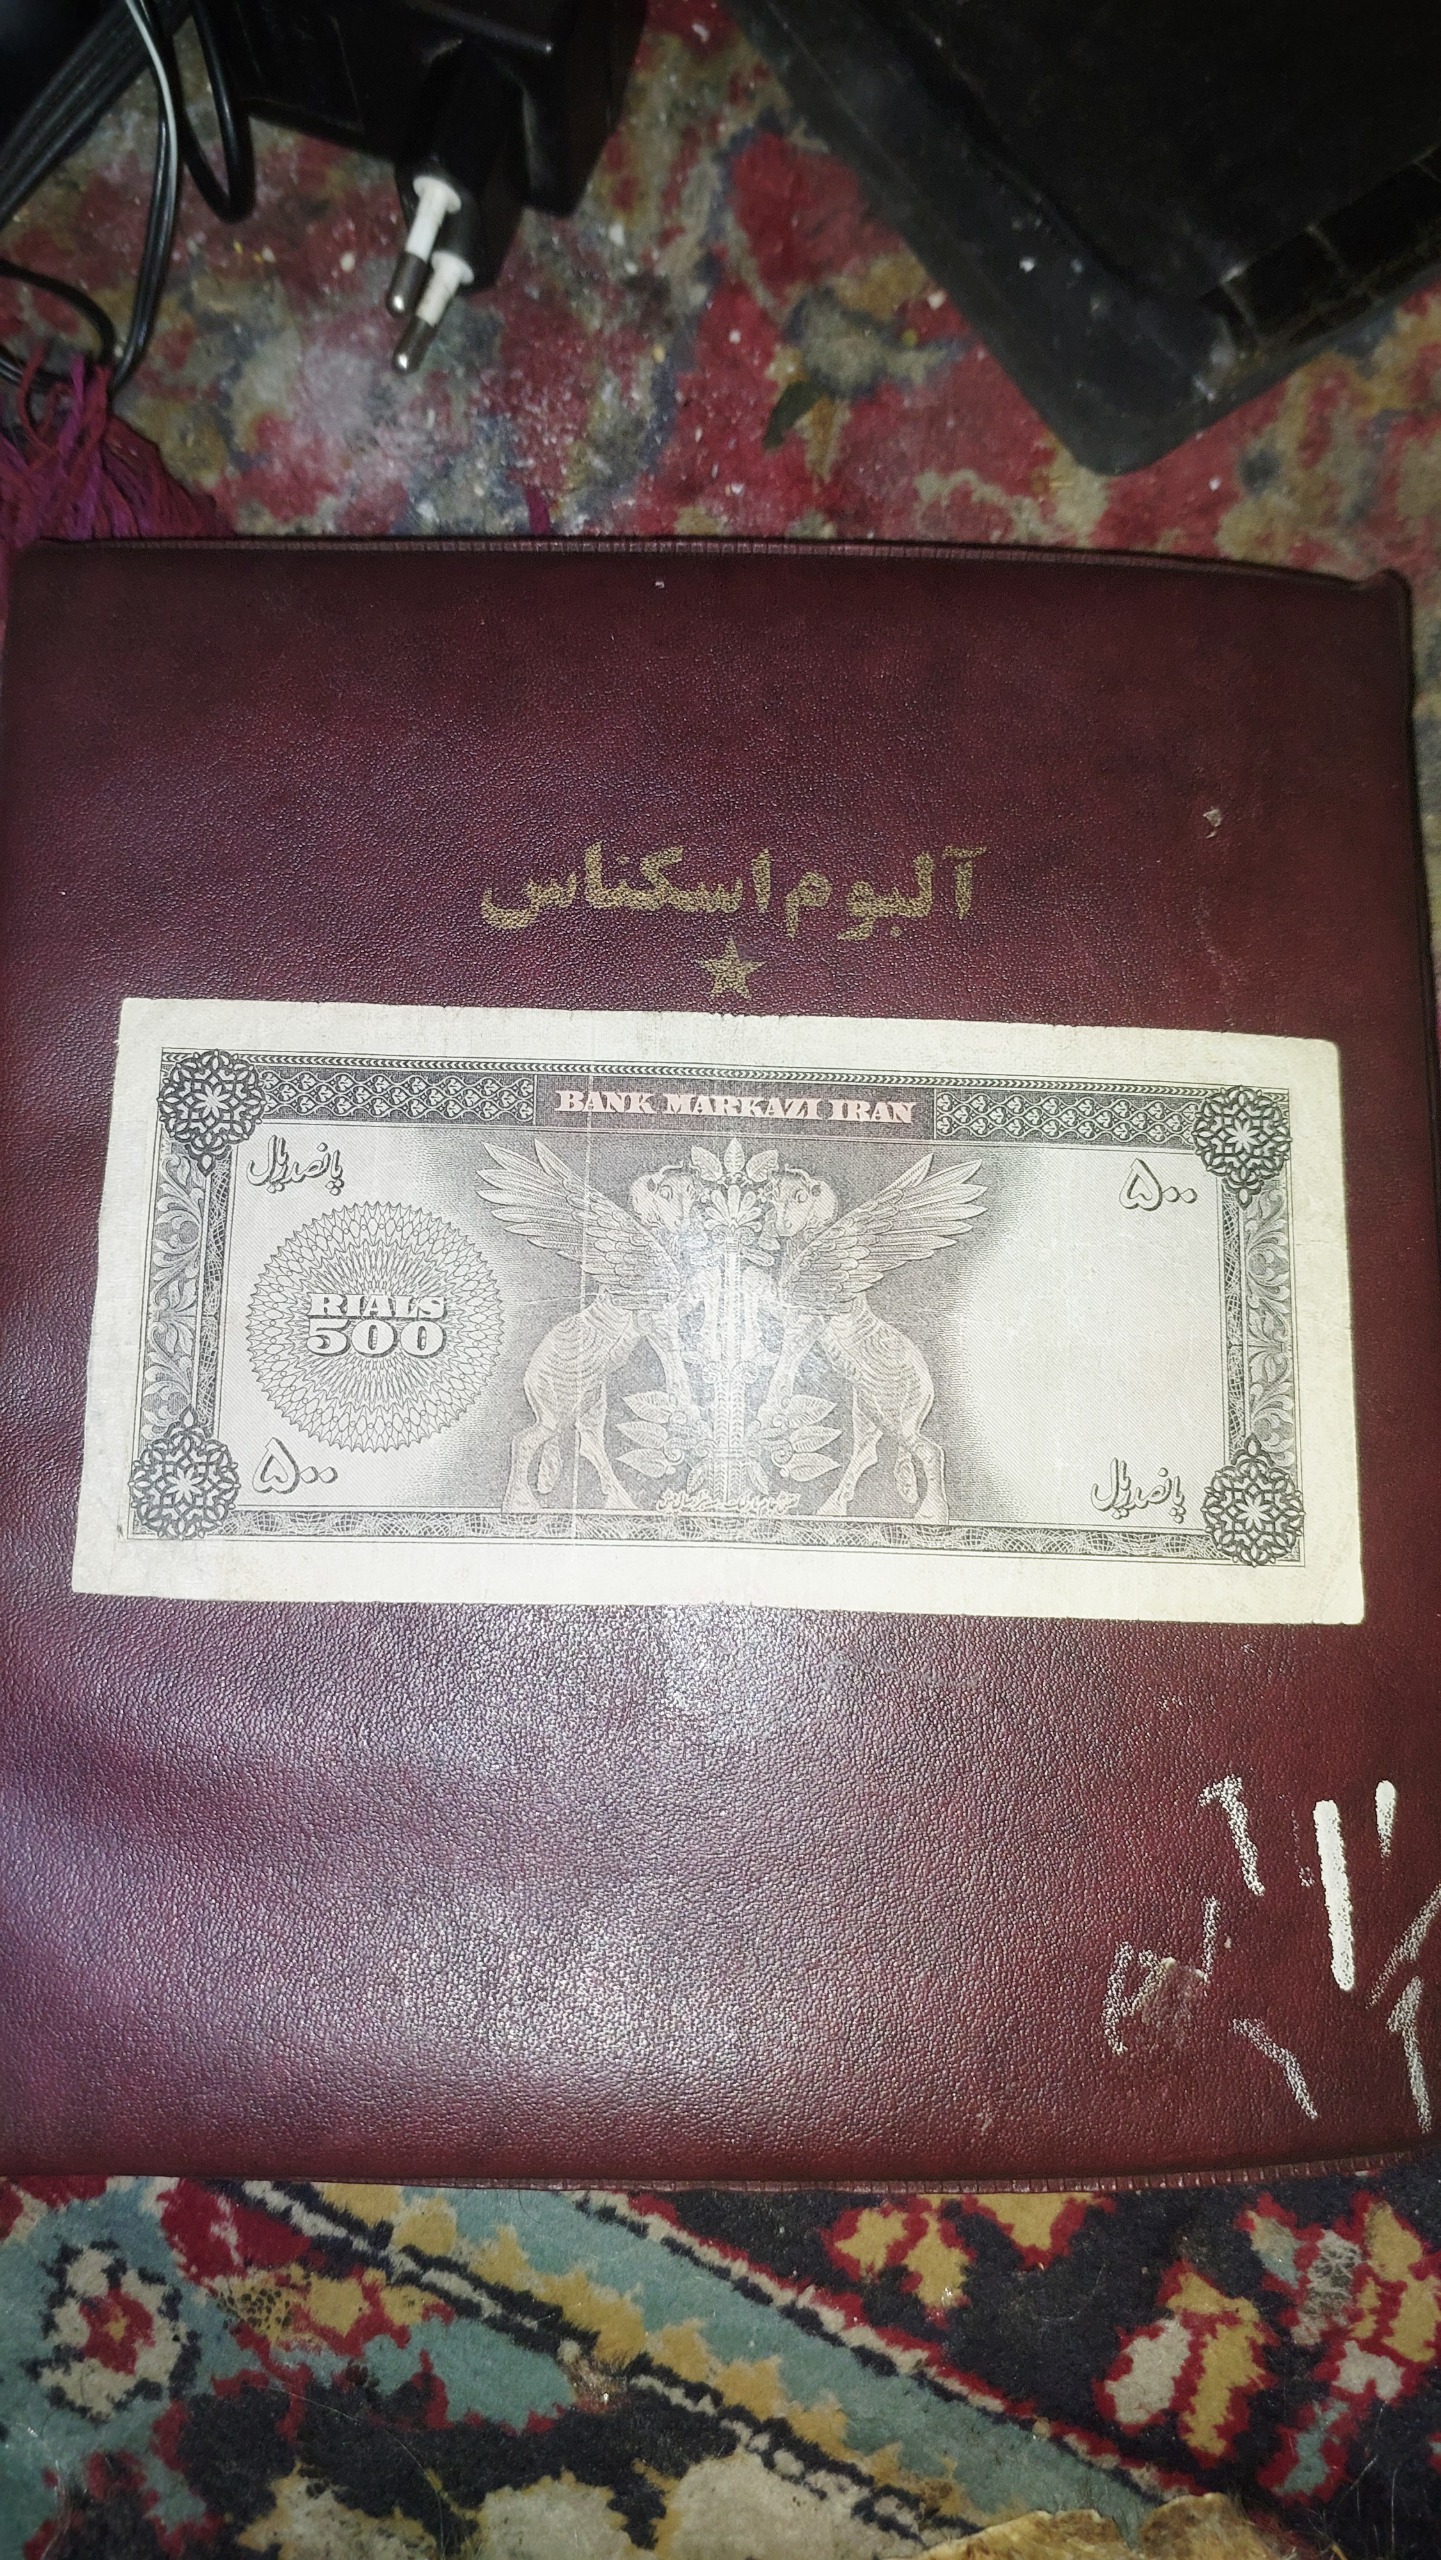 آلبوم اسکناس
BANK MARKAZI IRAN
پانصد ریال
۵۰۰
RIALS
500
۵۰۰
پانصد ریال